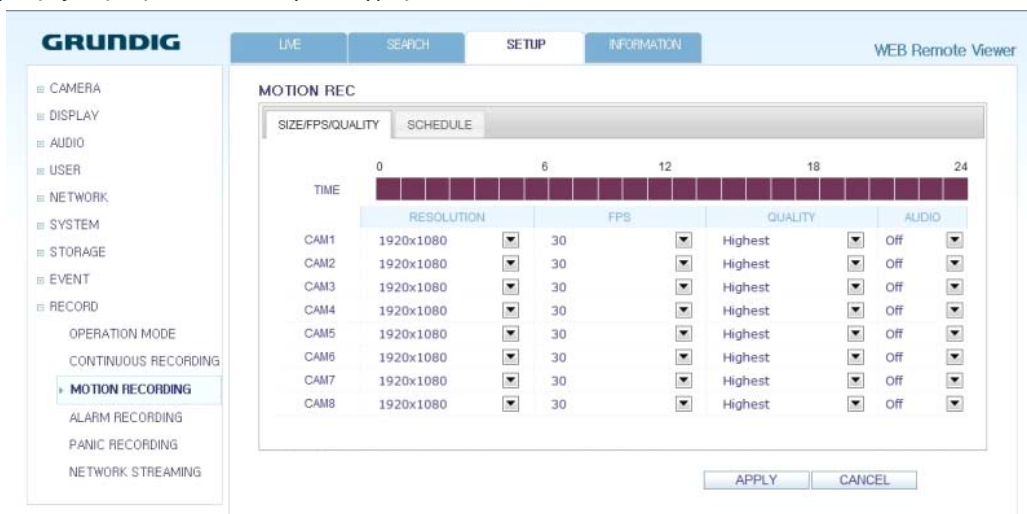 GRUNDIG
LIVE SEARCH SETUP INFORMATION
WEB Remote Viewer
CAMERA
DISPLAY
AUDIO
USER
NETWORK
SYSTEM
STORAGE
EVENT
RECORD
OPERATION MODE
CONTINUOUS RECORDING
MOTION RECORDING
ALARM RECORDING
PANIC RECORDING
NETWORK STREAMING
MOTION REC
SIZE/FPS/QUALITY SCHEDULE
0 6 12 18 24
TIME
RESOLUTION FPS QUALITY AUDIO
CAM1 1920x1080 30 Highest Off
CAM2 1920x1080 30 Highest Off
CAM3 1920x1080 30 Highest Off
CAM4 1920x1080 30 Highest Off
CAM5 1920x1080 30 Highest Off
CAM6 1920x1080 30 Highest Off
CAM7 1920x1080 30 Highest Off
CAM8 1920x1080 30 Highest Off
APPLY CANCEL